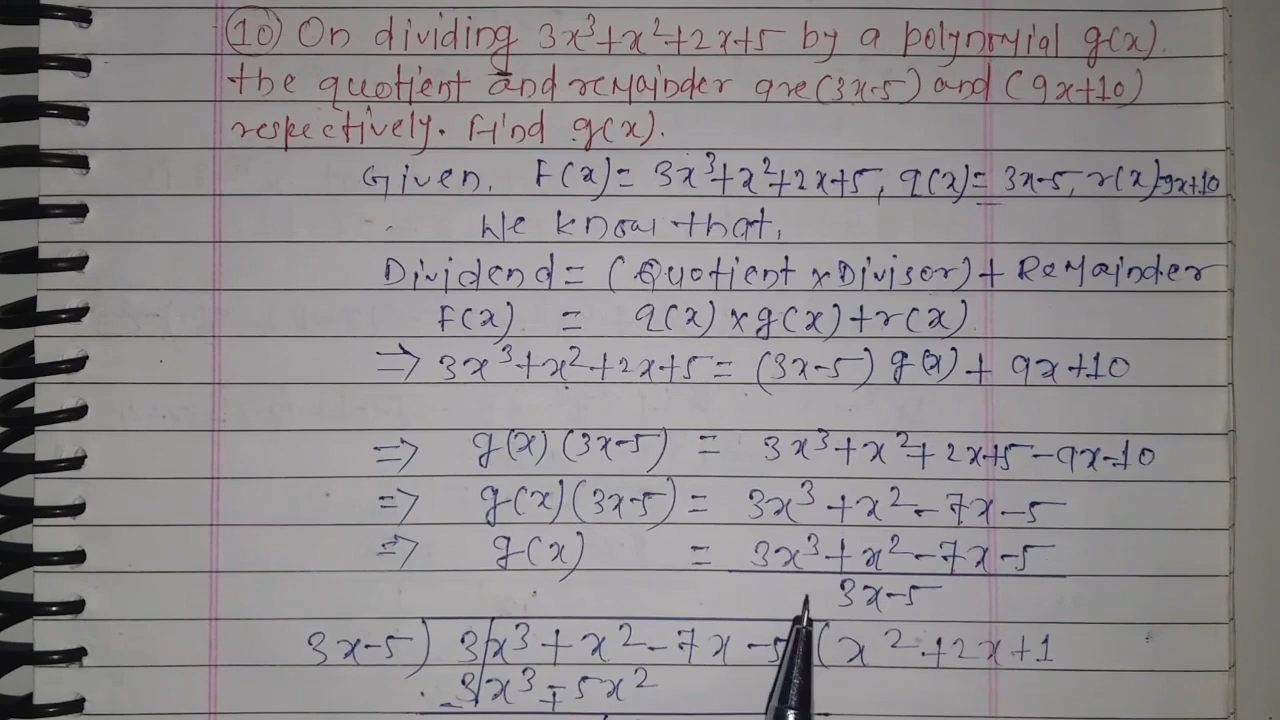 (10) On dividing 3x³+x²+2x+5 by a polynomial g(x).
the quotient and remainder are (3x-5) and (9x+10)
respectively. Find g(x).
Given, F(x)= 3x³+x²+2x+5, q(x)= 3x-5, r(x)=9x+10
We know that,
Dividend = (Quotient × Divisor) + Remainder
F(x) = q(x) × g(x) + r(x).
⇒ 3x³+x²+2x+5 = (3x-5) g(x) + 9x+10
⇒ g(x) (3x-5) = 3x³+x²+2x+5-9x-10
⇒ g(x) (3x-5) = 3x³+x²-7x-5
⇒ g(x) = 3x³+x²-7x-5
3x-5
3x-5) 3x³+x²-7x-5 (x²+2x+1
3x³-5x²
- +